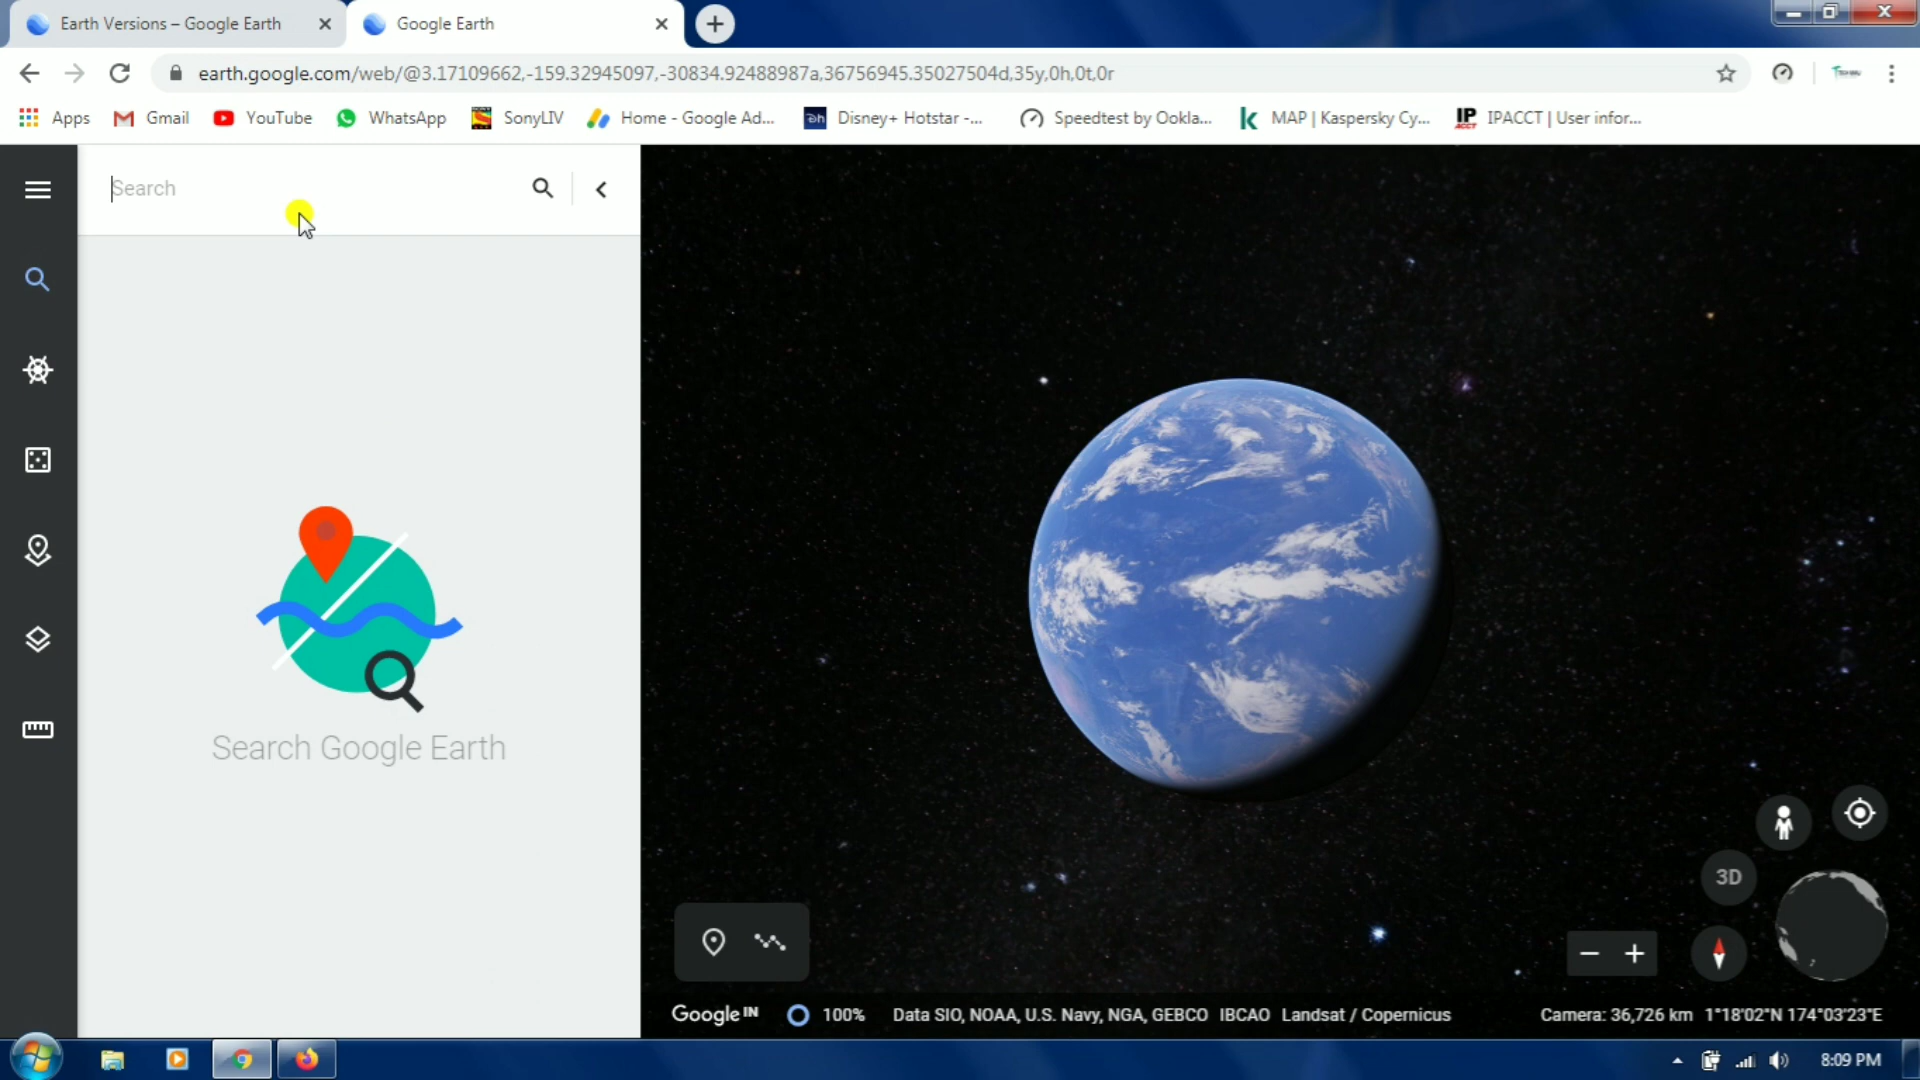 Earth Versions – Google Earth
Google Earth
earth.google.com/web/@3.17109662,-159.32945097,-30834.92488987a,36756945.35027504d,35y,0h,0t,0r
Apps Gmail YouTube WhatsApp SonyLIV Home - Google Ad... Disney+ Hotstar -... Speedtest by Ookla... MAP | Kaspersky Cy... IPACCT | User infor...
Search
Search Google Earth
3D
Google IN 100% Data SIO, NOAA, U.S. Navy, NGA, GEBCO IBCAO Landsat / Copernicus Camera: 36,726 km 1°18'02"N 174°03'23"E
8:09 PM